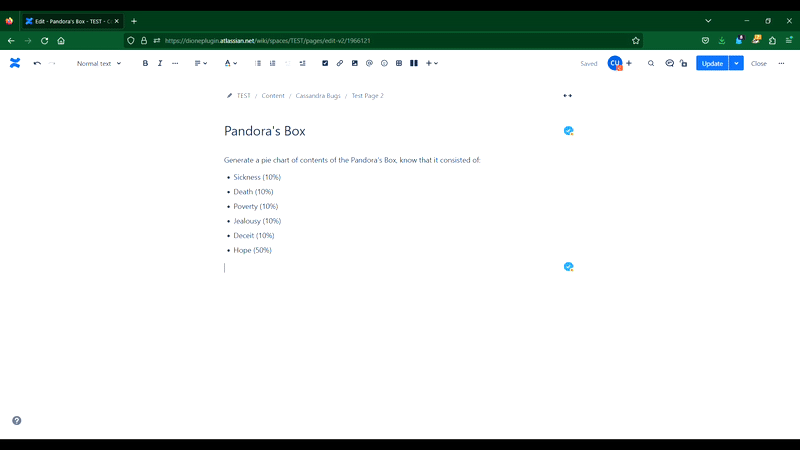 Edit - Pandora's Box - TEST - Co
https://dioneplugin.atlassian.net/wiki/spaces/TEST/pages/edit-v2/1966121
Normal text
B I A
Saved
CU
Update
Close
TEST / Content / Cassandra Bugs / Test Page 2
Pandora's Box
Generate a pie chart of contents of the Pandora's Box, know that it consisted of:
• Sickness (10%)
• Death (10%)
• Poverty (10%)
• Jealousy (10%)
• Deceit (10%)
• Hope (50%)